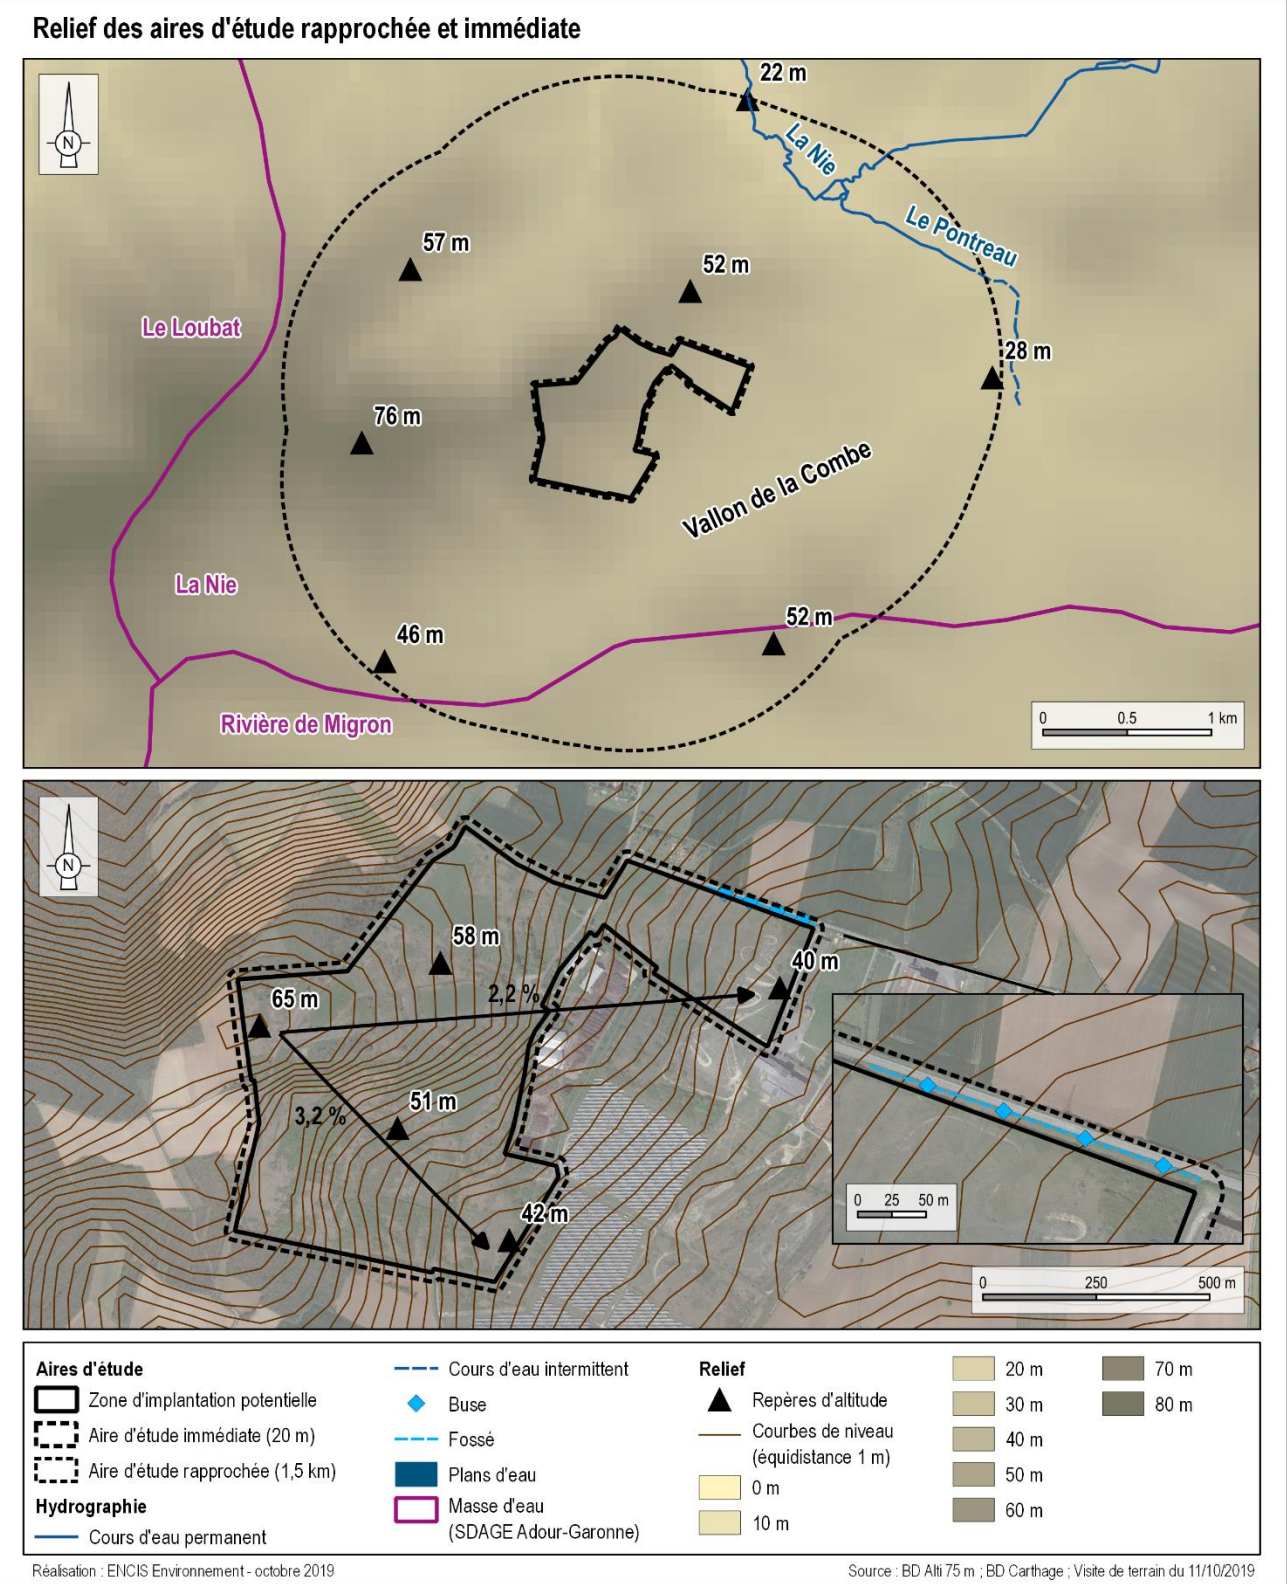 Relief des aires d'étude rapprochée et immédiate
N
22 m
La Nie
Le Pontreau
57 m
52 m
Le Loubat
28 m
76 m
Vallon de la Combe
La Nie
46 m
52 m
Rivière de Migron
0 0.5 1 km
N
58 m
40 m
65 m
2,2 %
51 m
3,2 %
42 m
0 25 50 m
0 250 500 m
Aires d'étude
Zone d'implantation potentielle
Aire d'étude immédiate (20 m)
Aire d'étude rapprochée (1,5 km)
Hydrographie
Cours d'eau permanent
Cours d'eau intermittent
Buse
Fossé
Plans d'eau
Masse d'eau
(SDAGE Adour-Garonne)
Relief
Repères d'altitude
Courbes de niveau
(équidistance 1 m)
0 m
10 m
20 m
30 m
40 m
50 m
60 m
70 m
80 m
Réalisation : ENCIS Environnement - octobre 2019
Source : BD Alti 75 m ; BD Carthage ; Visite de terrain du 11/10/2019